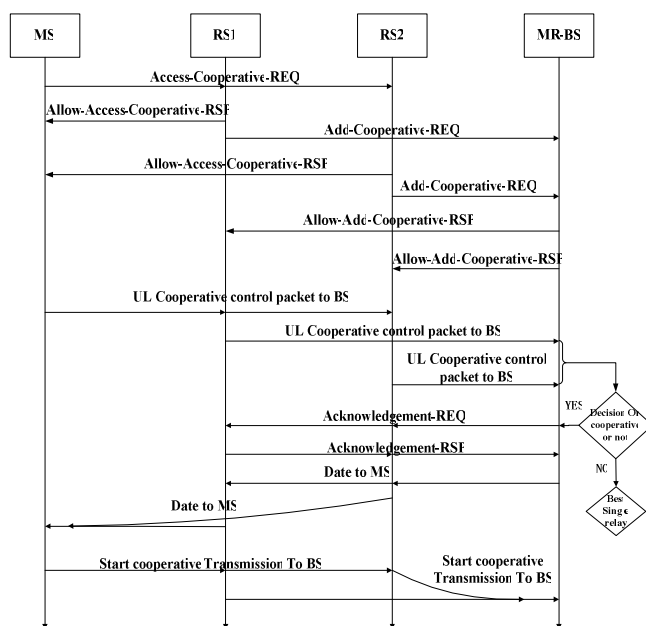 MS
RS1
RS2
MR-BS
Access-Cooperative-REQ
Allow-Access-Cooperative-RSP
Add-Cooperative-REQ
Allow-Access-Cooperative-RSP
Add-Cooperative-REQ
Allow-Add-Cooperative-RSP
Allow-Add-Cooperative-RSP
UL Cooperative control packet to BS
UL Cooperative control packet to BS
UL Cooperative control
packet to BS
YES
Decision Or
cooperative
or not
Acknowledgement-REQ
Acknowledgement-RSP
NO
Date to MS
Best
Single
relay
Date to MS
Start cooperative Transmission To BS
Start cooperative
Transmission To BS